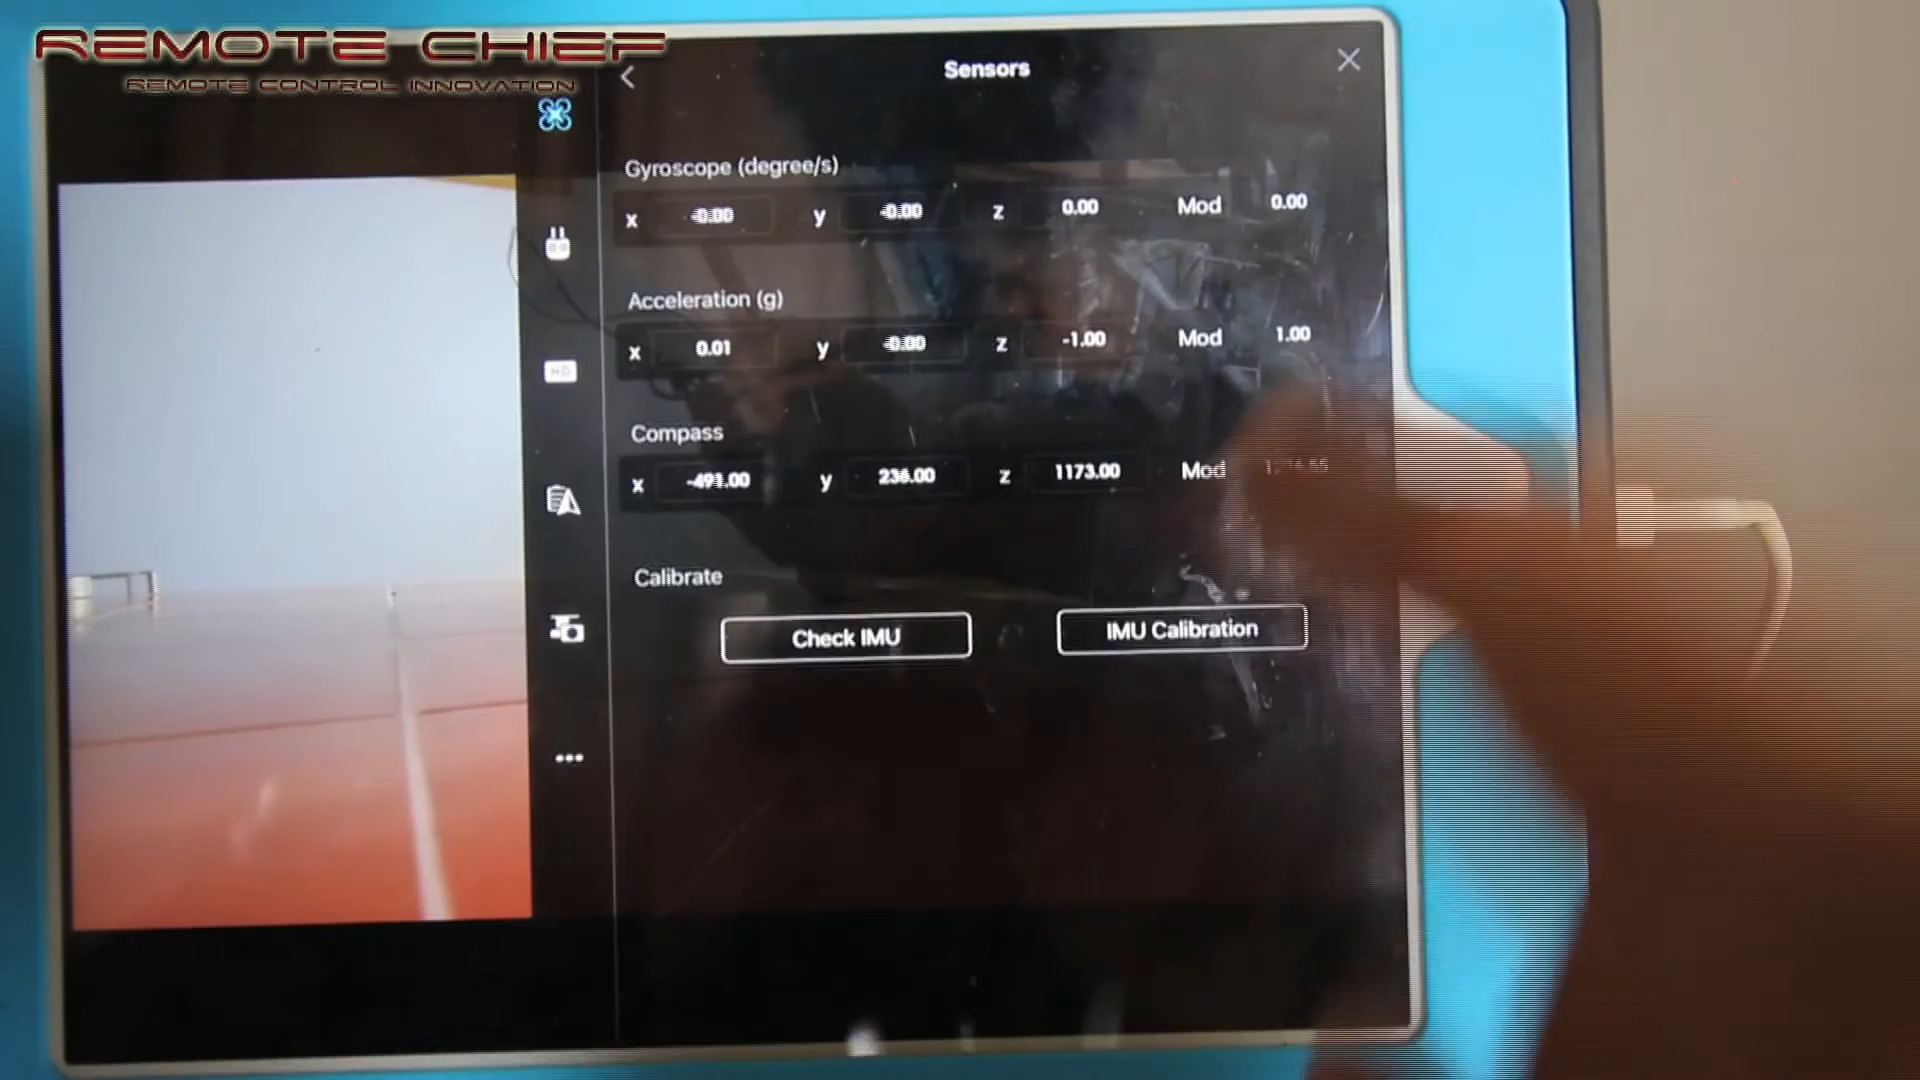 REMOTE CHIEF
REMOTE CONTROL INNOVATION
Sensors
Gyroscope (degree/s)
x -0.00 y -0.00 z 0.00 Mod 0.00
Acceleration (g)
x 0.01 y -0.00 z -1.00 Mod 1.00
HD
Compass
x -491.00 y 236.00 z 1173.00 Mod
Calibrate
Check IMU IMU Calibration